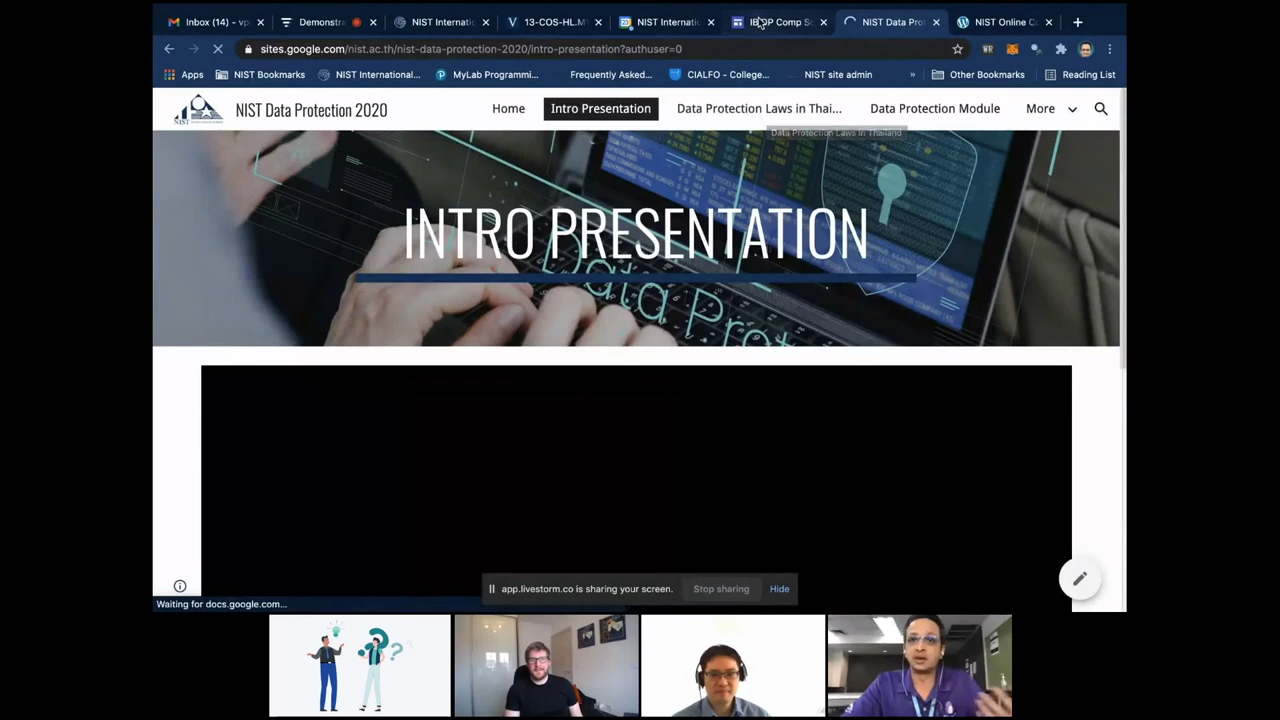 Inbox (14) - vp
Demonstra
NIST Internatio
13-COS-HL.M
NIST Internatio
IBDP Comp S
NIST Data Pro
NIST Online C
sites.google.com/nist.ac.th/nist-data-protection-2020/intro-presentation?authuser=0
Apps
NIST Bookmarks
NIST International...
MyLab Programmi...
Frequently Asked...
CIALFO - College...
NIST site admin
»
Other Bookmarks
Reading List
NIST
NIST Data Protection 2020
Home
Intro Presentation
Data Protection Laws in Thai...
Data Protection Module
More
Data Protection Laws in Thailand
INTRO PRESENTATION
Data Prot
app.livestorm.co is sharing your screen.
Stop sharing
Hide
Waiting for docs.google.com...